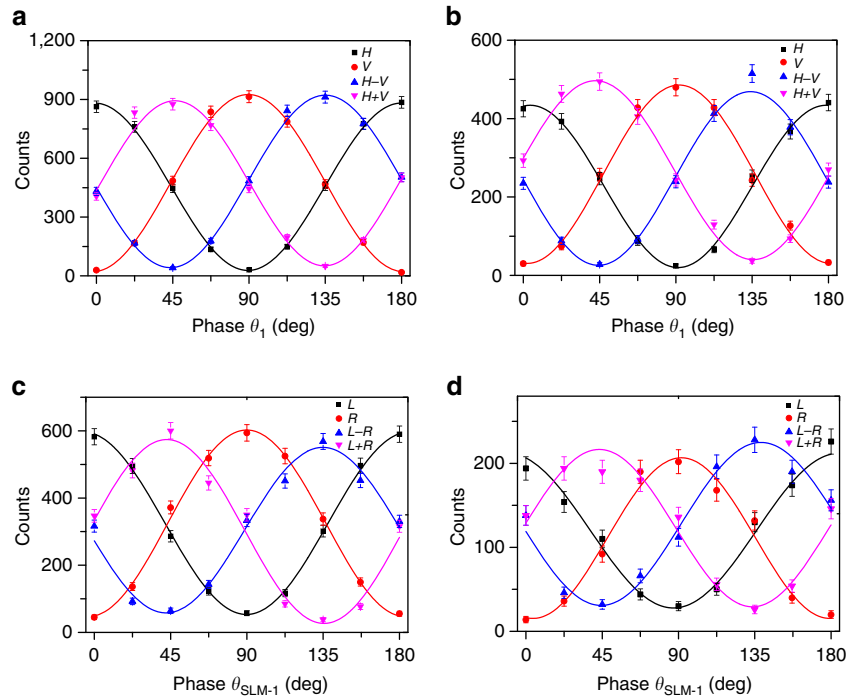 a
1,200
900
600
300
0
Counts
H
V
H−V
H+V
0 45 90 135 180
Phase θ1 (deg)
b
600
400
200
0
Counts
H
V
H−V
H+V
0 45 90 135 180
Phase θ1 (deg)
c
600
400
200
0
Counts
L
R
L−R
L+R
0 45 90 135 180
Phase θSLM-1 (deg)
d
200
100
0
Counts
L
R
L−R
L+R
0 45 90 135 180
Phase θSLM-1 (deg)